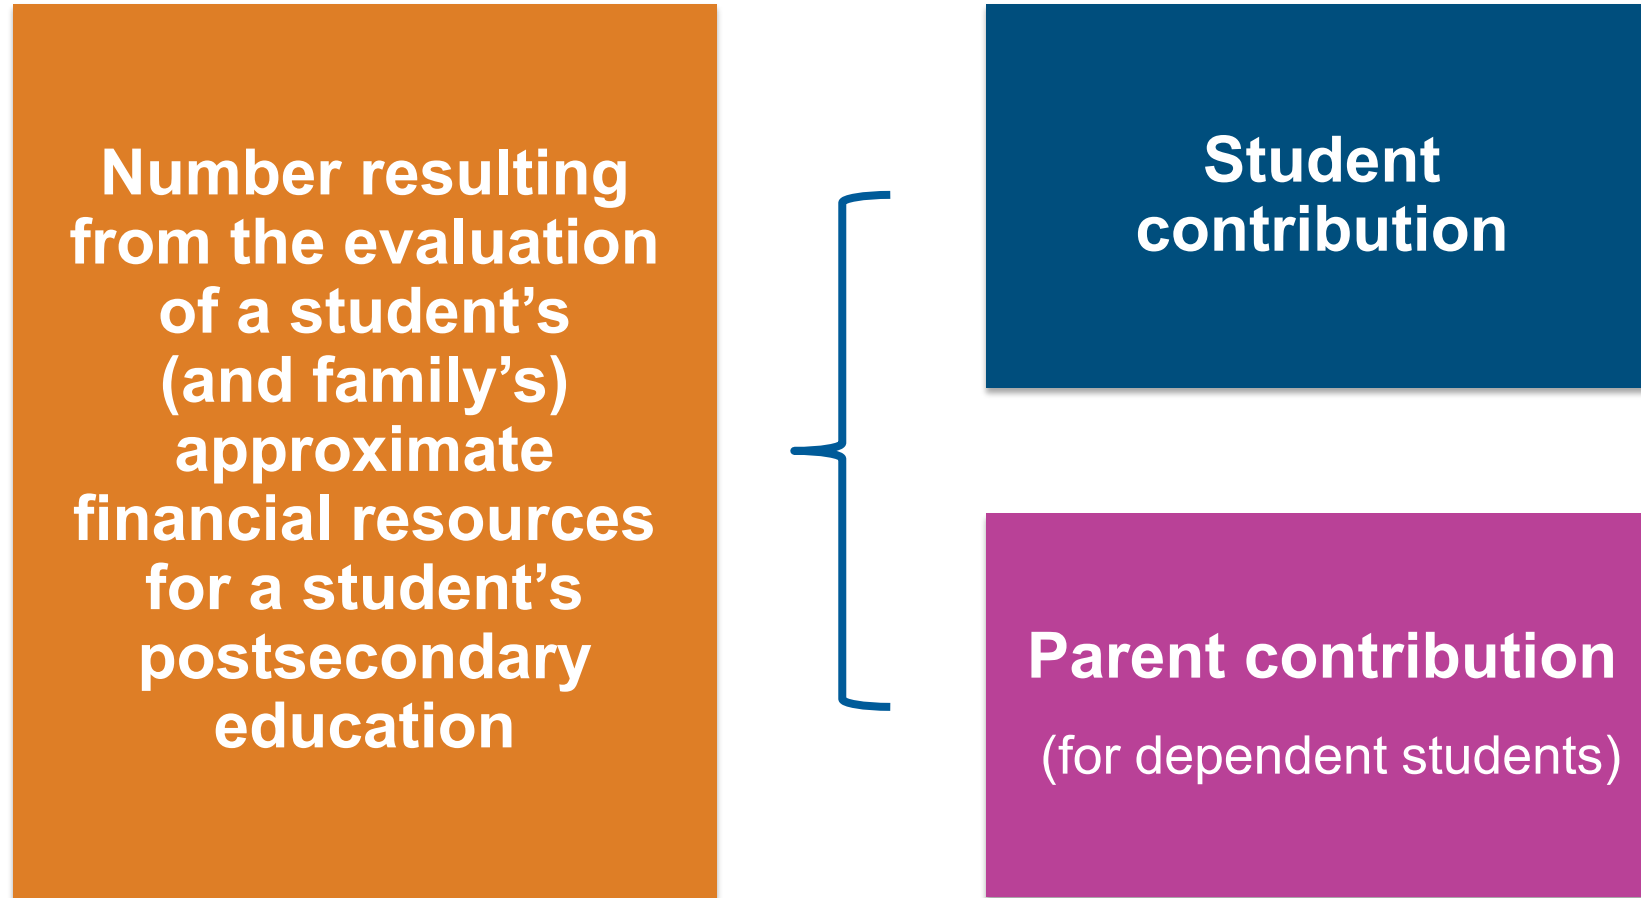 Number resulting
from the evaluation
of a student’s
(and family’s)
approximate
financial resources
for a student’s
postsecondary
education
Student
contribution
Parent contribution
(for dependent students)